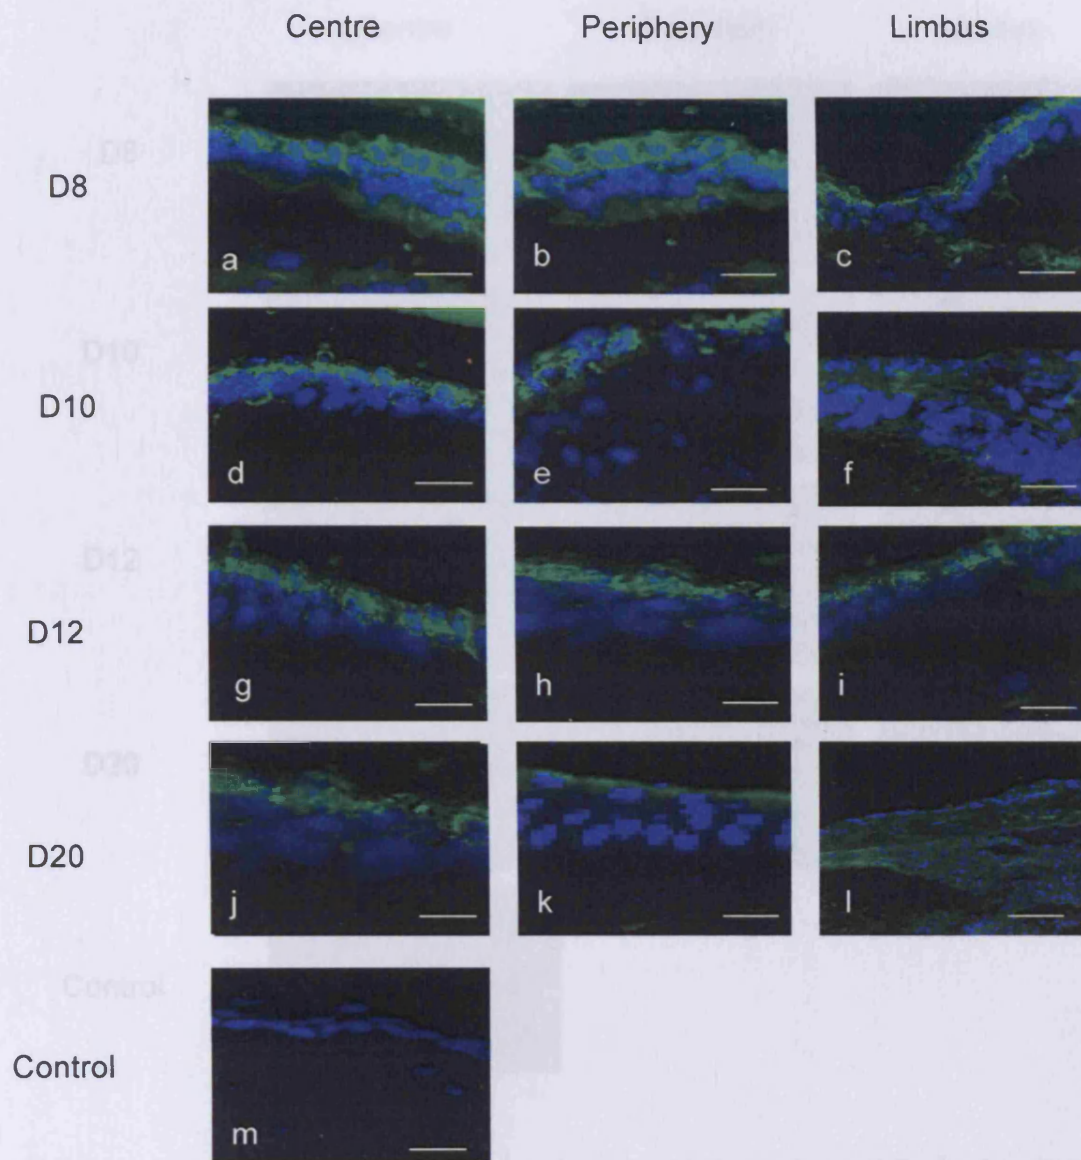 Centre Periphery Limbus
D8
a b c
D10
d e f
D12
g h i
D20
j k l
Control
m